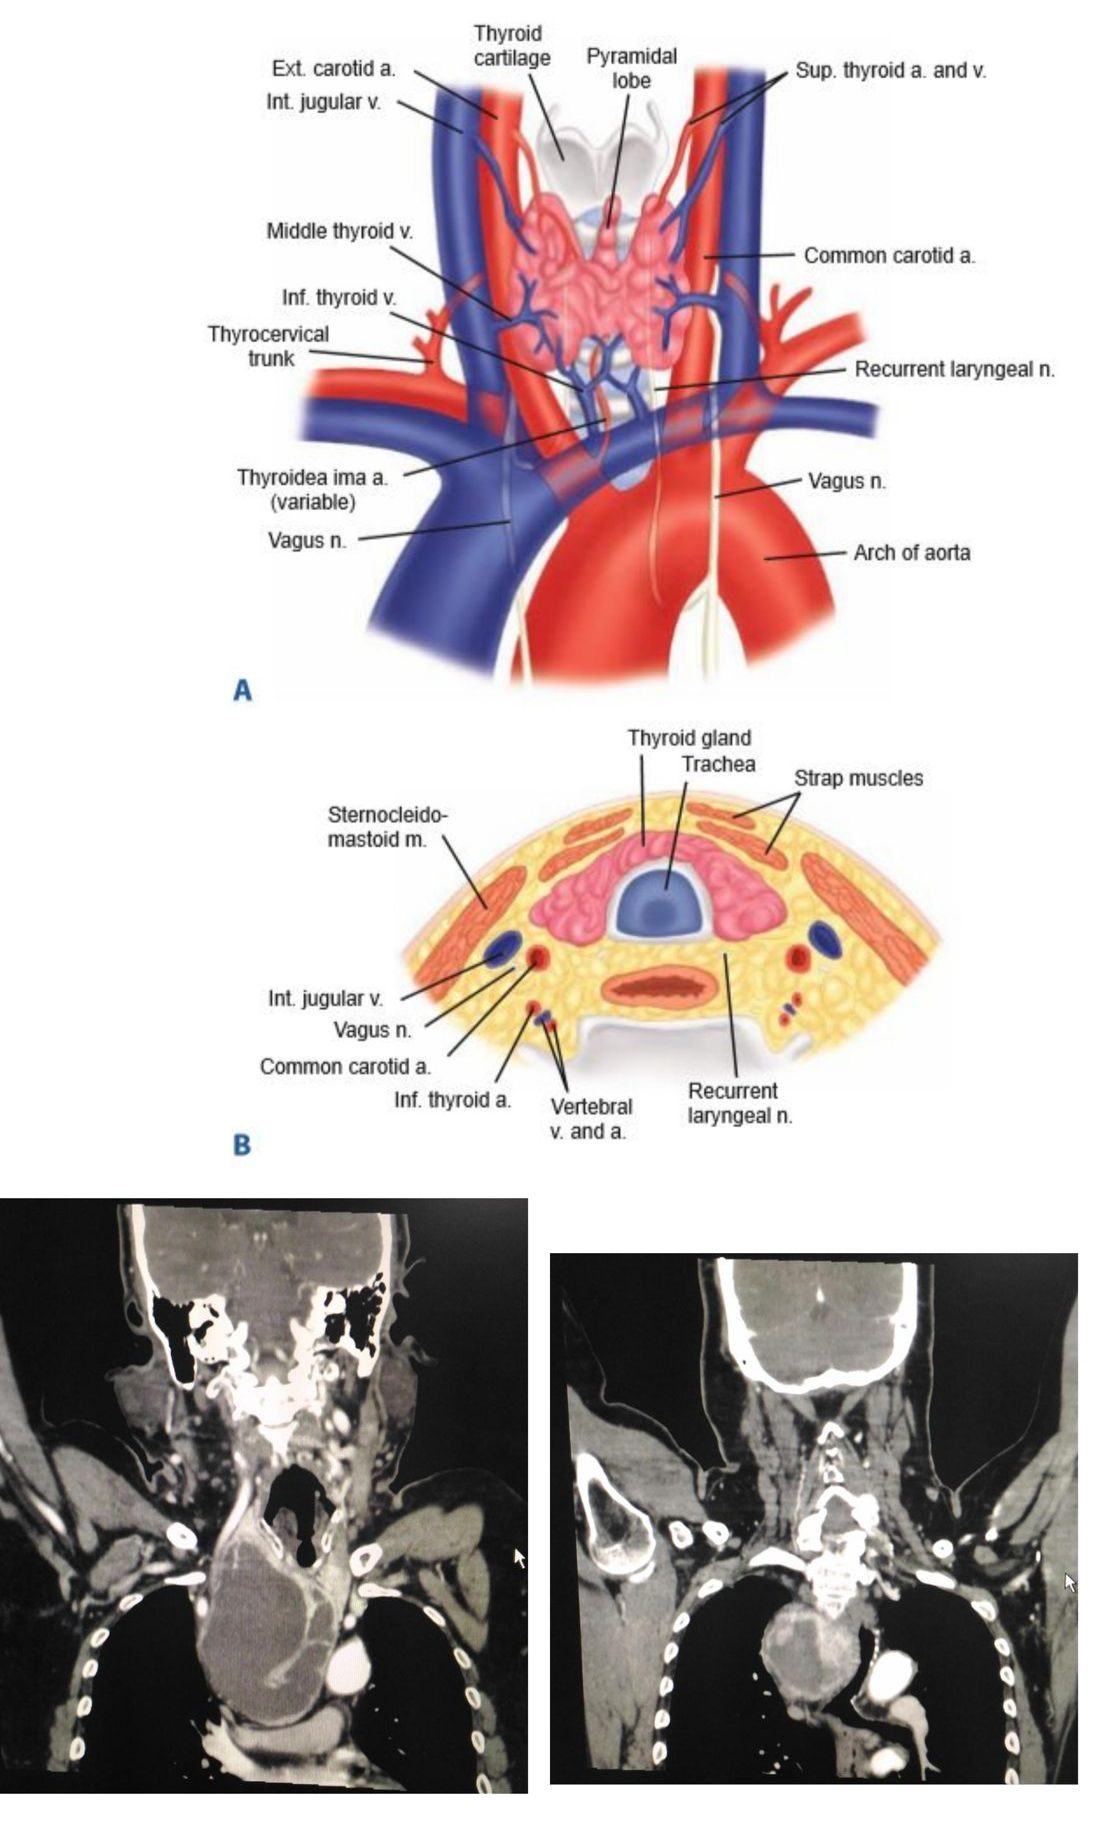 Thyroid
cartilage
Pyramidal
lobe
Ext. carotid a.
Sup. thyroid a. and v.
Int. jugular v.
Middle thyroid v.
Common carotid a.
Inf. thyroid v.
Thyrocervical
trunk
Recurrent laryngeal n.
Thyroidea ima a.
(variable)
Vagus n.
Vagus n.
Arch of aorta
A
Thyroid gland
Trachea
Strap muscles
Sternocleido-
mastoid m.
Int. jugular v.
Vagus n.
Common carotid a.
Inf. thyroid a.
Vertebral
v. and a.
Recurrent
laryngeal n.
B